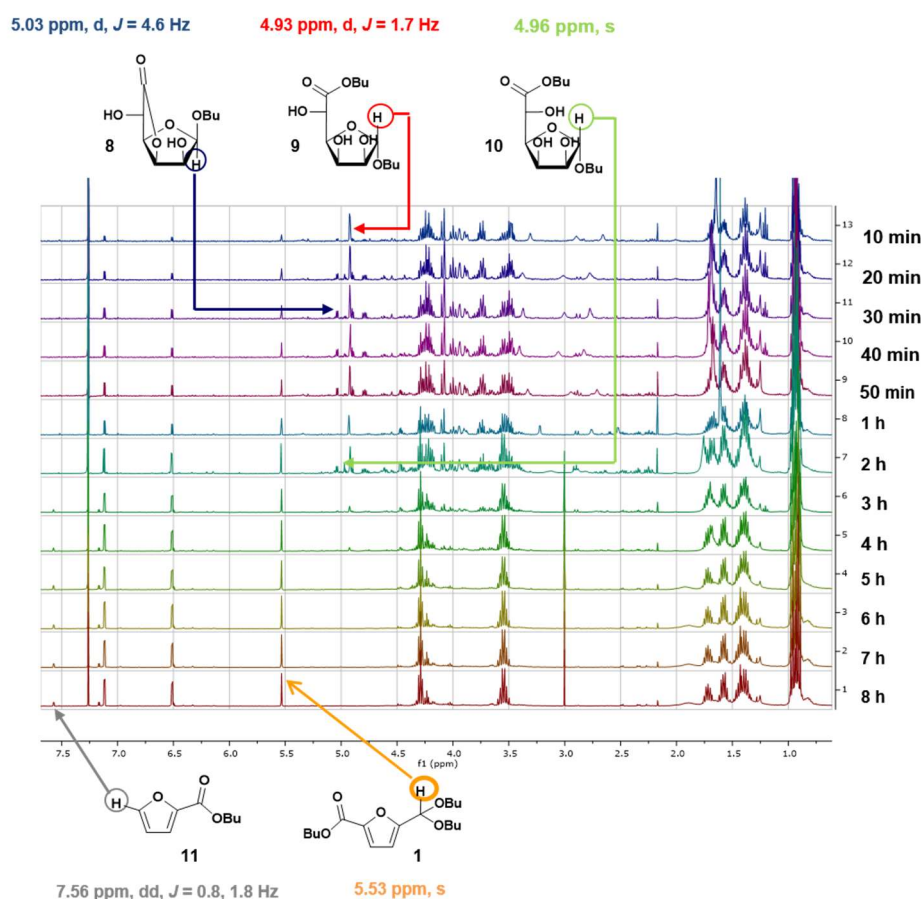 5.03 ppm, d, J = 4.6 Hz
4.93 ppm, d, J = 1.7 Hz
4.96 ppm, s
O
HO
O
OBu
O
HO
H
8
O
OBu
HO
H
O
OH
OH
OBu
9
O
OBu
OH
H
O
OH
OH
OBu
10
13
10 min
12
20 min
11
30 min
10
40 min
9
50 min
8
1 h
7
2 h
6
3 h
5
4 h
4
5 h
3
6 h
2
7 h
1
8 h
7.5 7.0 6.5 6.0 5.5 5.0 4.5 4.0 3.5 3.0 2.5 2.0 1.5 1.0
f1 (ppm)
H
O
O
OBu
11
H
O
O
OBu
BuO
OBu
1
7.56 ppm, dd, J = 0.8, 1.8 Hz
5.53 ppm, s